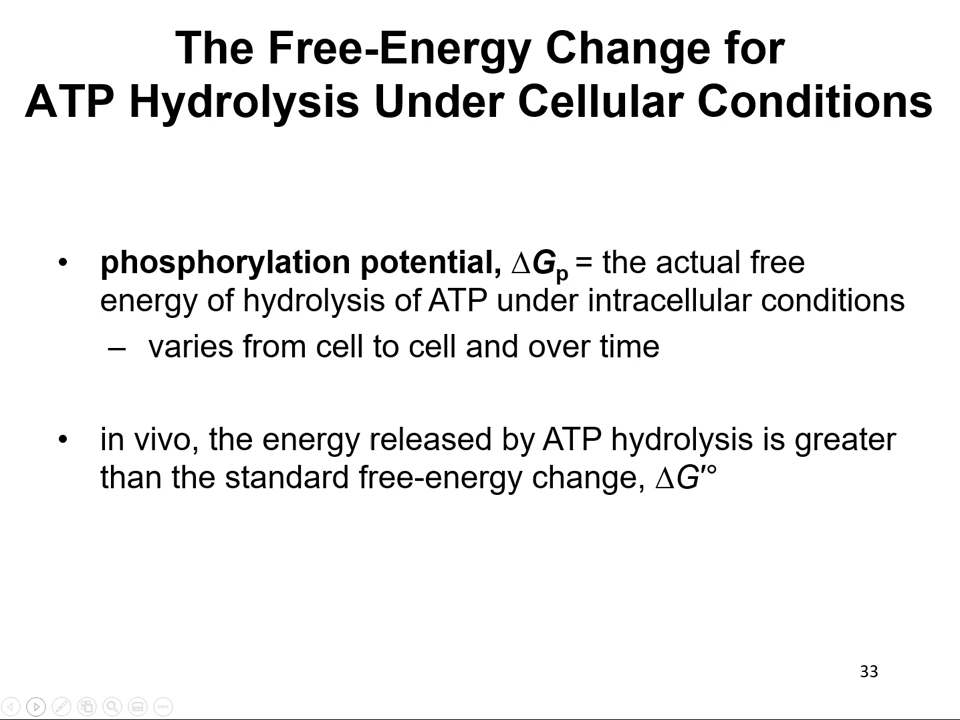 The Free-Energy Change for
ATP Hydrolysis Under Cellular Conditions
• phosphorylation potential, ∆Gp = the actual free
energy of hydrolysis of ATP under intracellular conditions
– varies from cell to cell and over time
• in vivo, the energy released by ATP hydrolysis is greater
than the standard free-energy change, ∆G′°
33